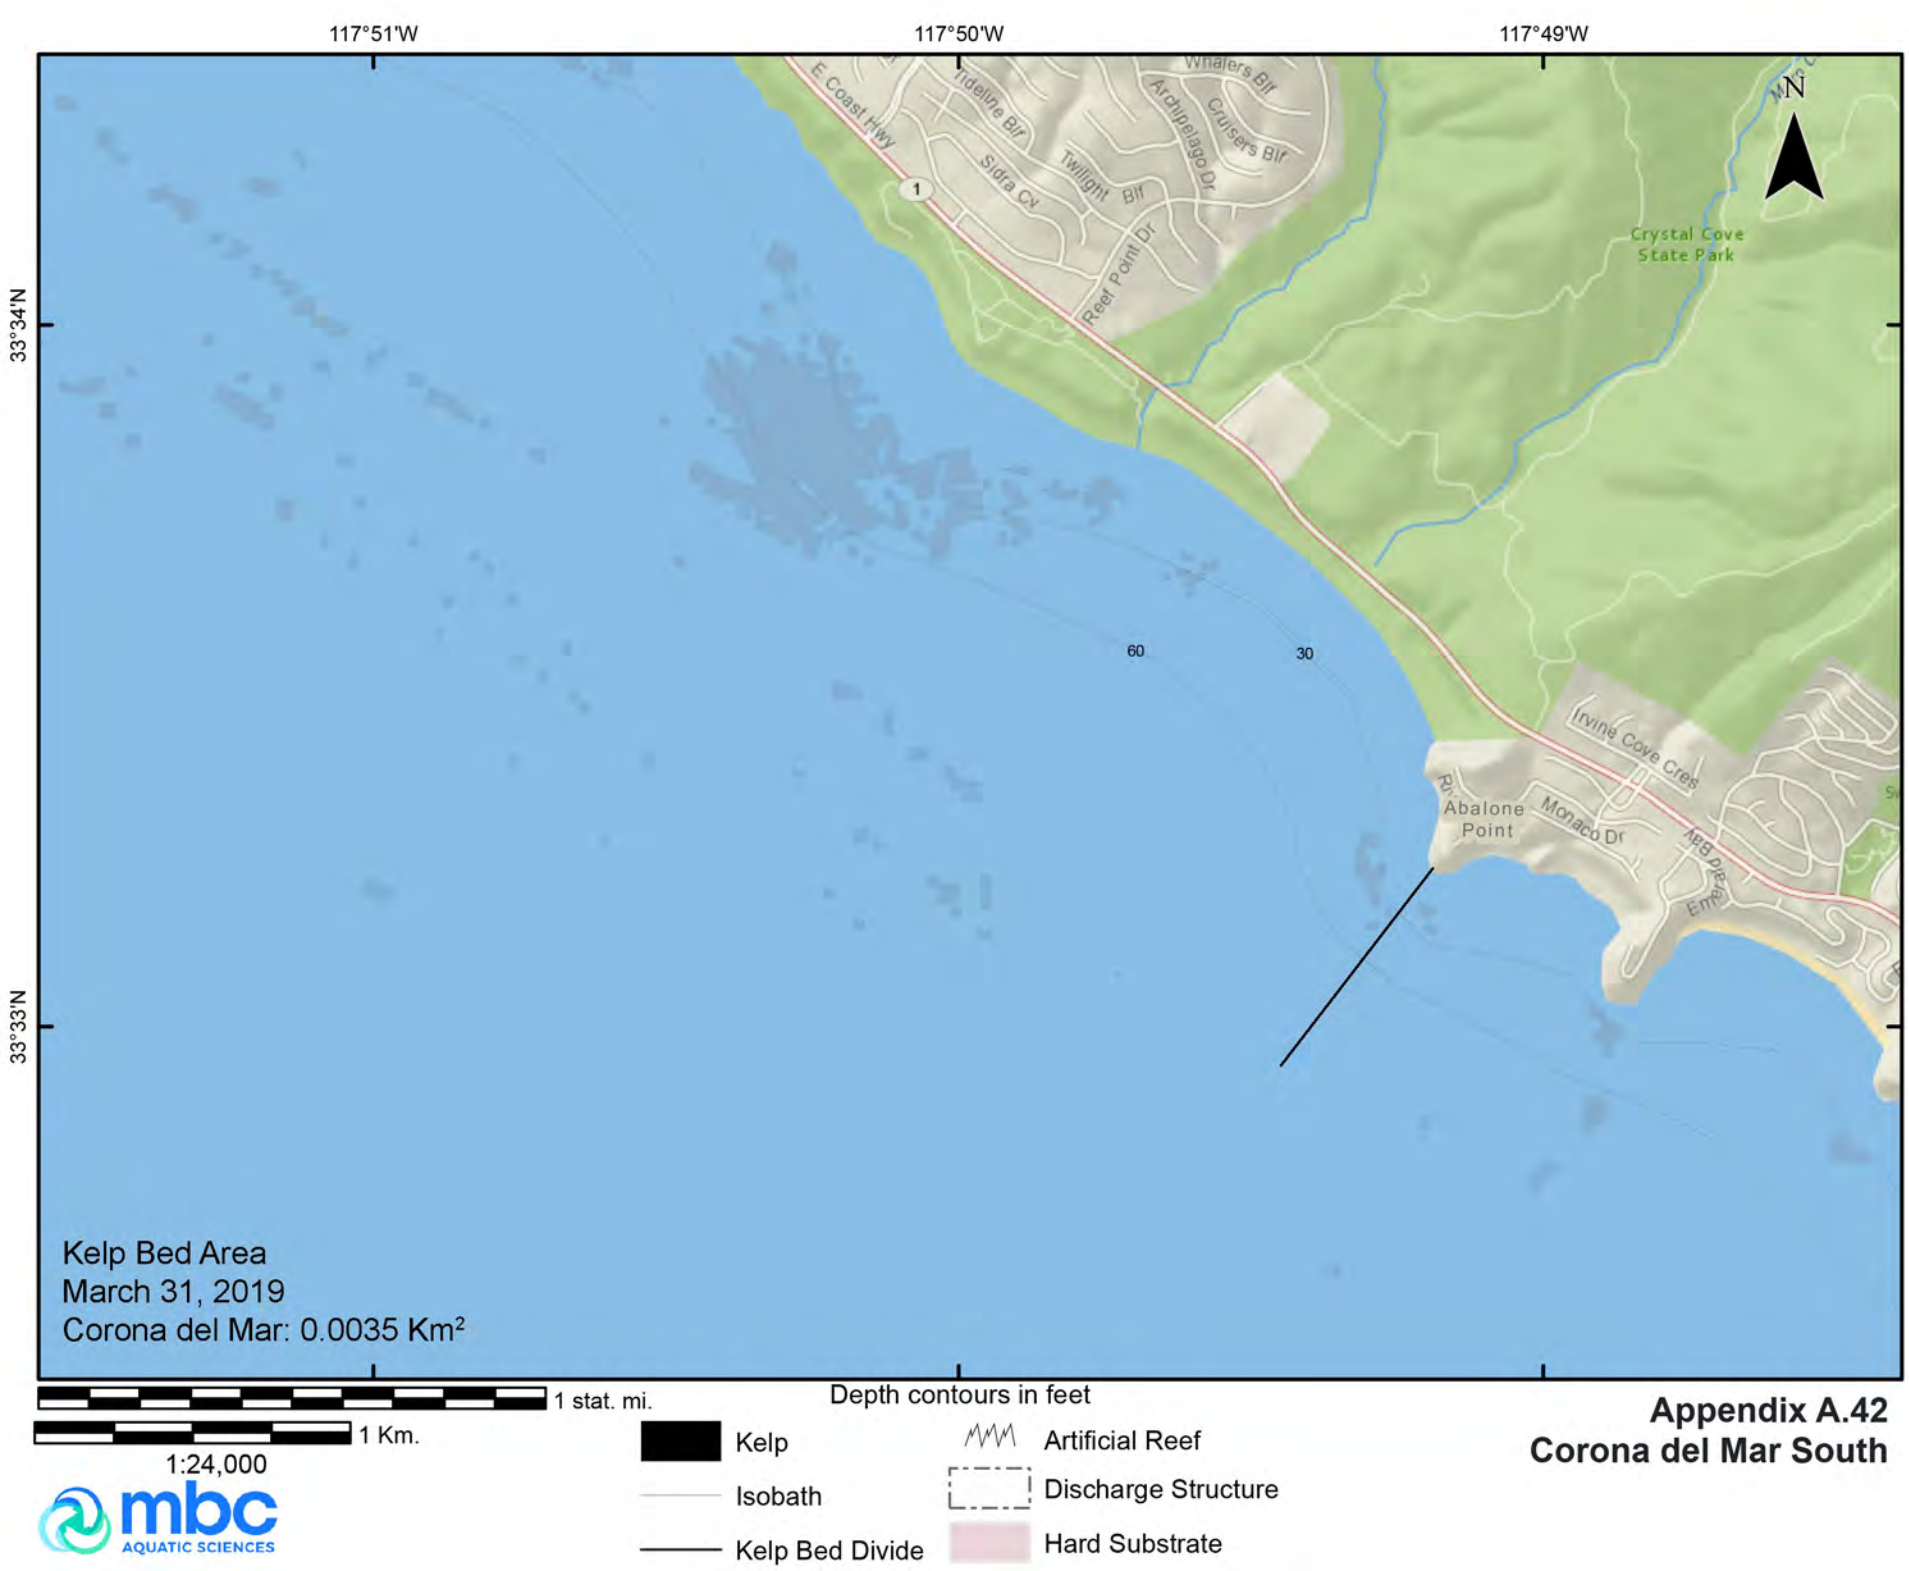 117°51'W
117°50'W
117°49'W
33°34'N
33°33'N
N
E Coast Hwy
Tideline Blf
Whalers Blf
Archipelago Dr
Cruisers Blf
Sidra Cv
Twilight Blf
1
Reef Point Dr
Crystal Cove
State Park
60
30
Irvine Cove Cres
Abalone
Point
Monaco Dr
Emerald Bay
Kelp Bed Area
March 31, 2019
Corona del Mar: 0.0035 Km²
1 stat. mi.
1 Km.
1:24,000
mbc
AQUATIC SCIENCES
Depth contours in feet
Kelp
Isobath
Kelp Bed Divide
Artificial Reef
Discharge Structure
Hard Substrate
Appendix A.42
Corona del Mar South